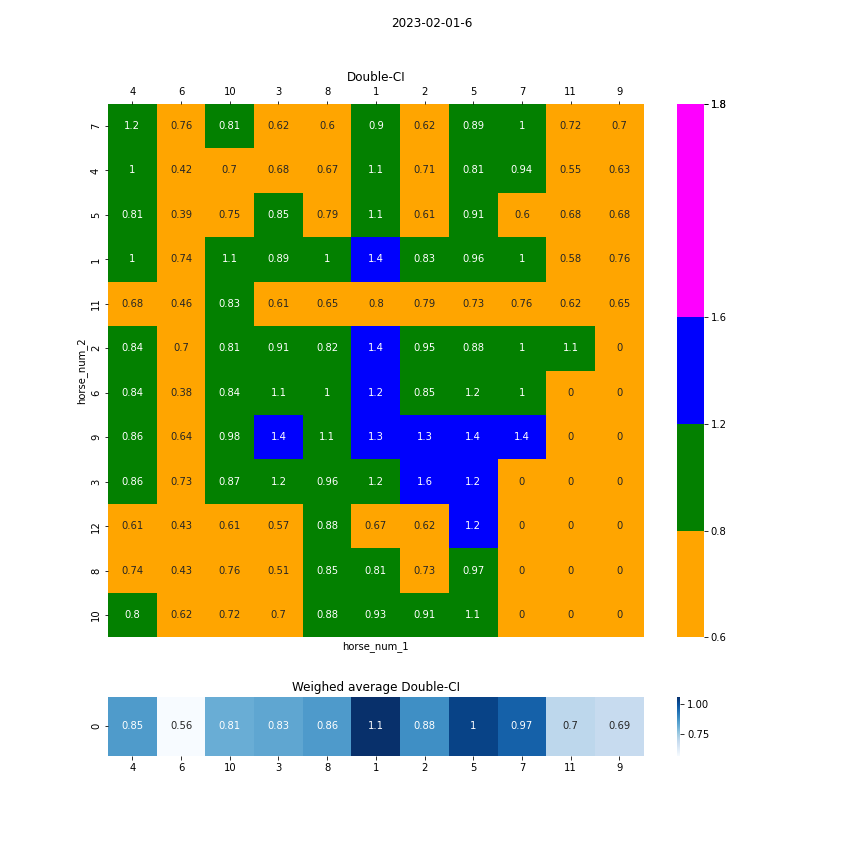 2023-02-01-6
Double-CI
4 6 10 3 8 1 2 5 7 11 9
7 1.2 0.76 0.81 0.62 0.6 0.9 0.62 0.89 1 0.72 0.7
4 1 0.42 0.7 0.68 0.67 1.1 0.71 0.81 0.94 0.55 0.63
5 0.81 0.39 0.75 0.85 0.79 1.1 0.61 0.91 0.6 0.68 0.68
1 1 0.74 1.1 0.89 1 1.4 0.83 0.96 1 0.58 0.76
11 0.68 0.46 0.83 0.61 0.65 0.8 0.79 0.73 0.76 0.62 0.65
2 0.84 0.7 0.81 0.91 0.82 1.4 0.95 0.88 1 1.1 0
6 0.84 0.38 0.84 1.1 1 1.2 0.85 1.2 1 0 0
9 0.86 0.64 0.98 1.4 1.1 1.3 1.3 1.4 1.4 0 0
3 0.86 0.73 0.87 1.2 0.96 1.2 1.6 1.2 0 0 0
12 0.61 0.43 0.61 0.57 0.88 0.67 0.62 1.2 0 0 0
8 0.74 0.43 0.76 0.51 0.85 0.81 0.73 0.97 0 0 0
10 0.8 0.62 0.72 0.7 0.88 0.93 0.91 1.1 0 0 0
horse_num_2
horse_num_1
1.8
1.6
1.2
0.8
0.6
Weighed average Double-CI
0 0.85 0.56 0.81 0.83 0.86 1.1 0.88 1 0.97 0.7 0.69
4 6 10 3 8 1 2 5 7 11 9
1.00
0.75